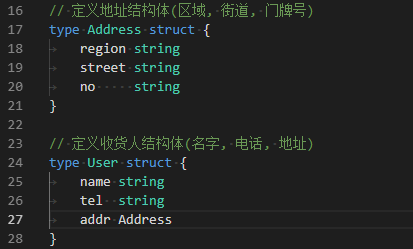 16 // 定义地址结构体(区域, 街道, 门牌号)
17 type Address struct {
18     region string
19     street string
20     no     string
21 }
22
23 // 定义收货人结构体(名字, 电话, 地址)
24 type User struct {
25     name string
26     tel  string
27     addr Address
28 }